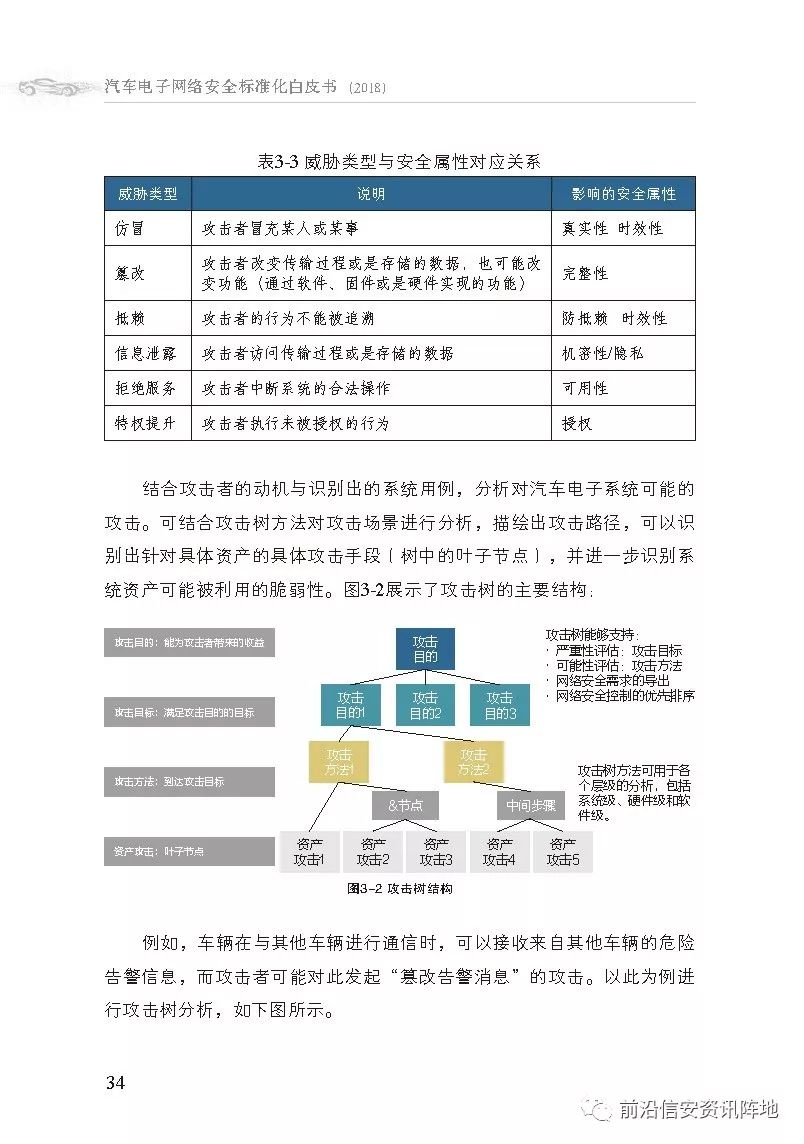 汽车电子网络安全标准化白皮书 (2018)
表3-3 威胁类型与安全属性对应关系
威胁类型 说明 影响的安全属性
仿冒 攻击者冒充某人或某事 真实性 时效性
篡改 攻击者改变传输过程或是存储的数据，也可能改
变功能（通过软件、固件或是硬件实现的功能） 完整性
抵赖 攻击者的行为不能被追溯 防抵赖 时效性
信息泄露 攻击者访问传输过程或是存储的数据 机密性/隐私
拒绝服务 攻击者中断系统的合法操作 可用性
特权提升 攻击者执行未被授权的行为 授权
结合攻击者的动机与识别出的系统用例，分析对汽车电子系统可能的
攻击。可结合攻击树方法对攻击场景进行分析，描绘出攻击路径，可以识
别出针对具体资产的具体攻击手段（树中的叶子节点），并进一步识别系
统资产可能被利用的脆弱性。图3-2展示了攻击树的主要结构：
攻击目的：能为攻击者带来的收益
攻击
目的
攻击树能够支持：
· 严重性评估：攻击目标
· 可能性评估：攻击方法
· 网络安全需求的导出
· 网络安全控制的优先排序
攻击目标：满足攻击目的的目标
攻击
目的1
攻击
目的2
攻击
目的3
攻击方法：到达攻击目标
攻击
方法1
攻击
方法2
攻击树方法可用于各
个层级的分析，包括
系统级、硬件级和软
件级。
&节点
中间步骤
资产攻击：叶子节点
资产
攻击1
资产
攻击2
资产
攻击3
资产
攻击4
资产
攻击5
图3-2 攻击树结构
例如，车辆在与其他车辆进行通信时，可以接收来自其他车辆的危险
告警信息，而攻击者可能对此发起“篡改告警消息”的攻击。以此为例进
行攻击树分析，如下图所示。
34
前沿信安资讯阵地